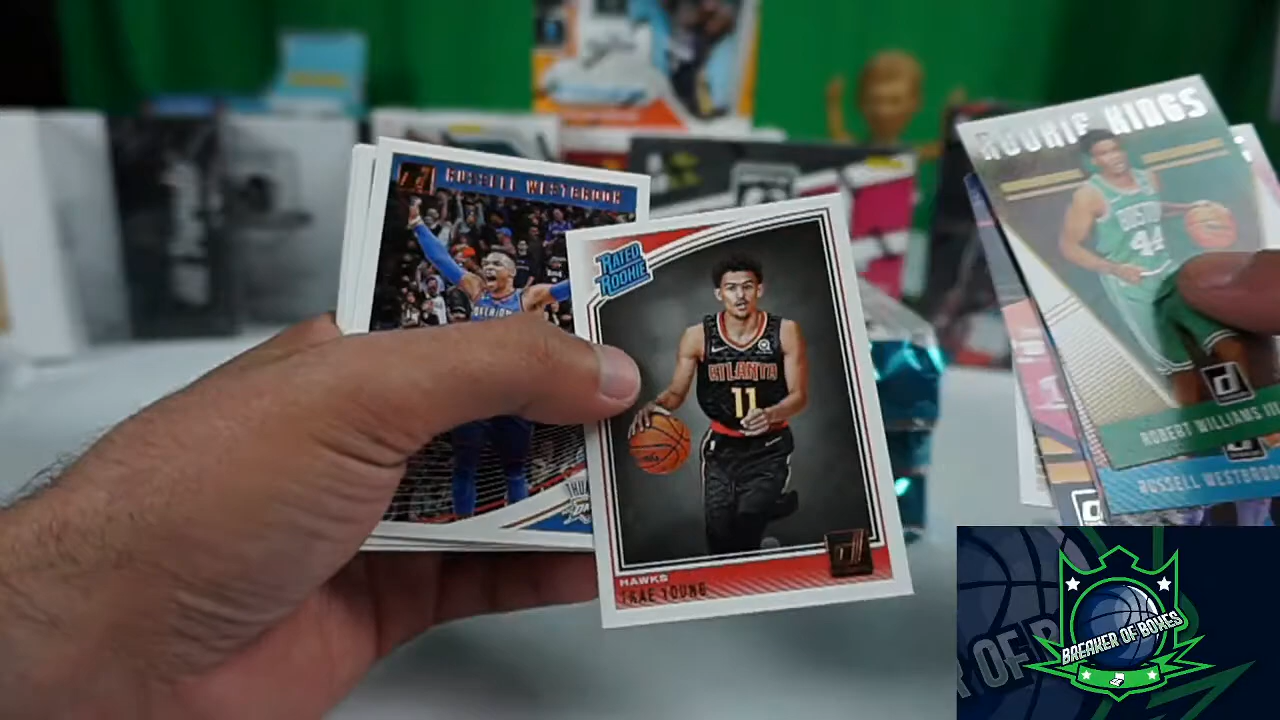 RUSSELL WESTBROOK
RATED
ROOKIE
ATLANTA
11
HAWKS
TRAE YOUNG
ROOKIE KINGS
BOSTON
44
ROBERT WILLIAMS III
RUSSELL WESTBROOK
BREAKER OF BOXES